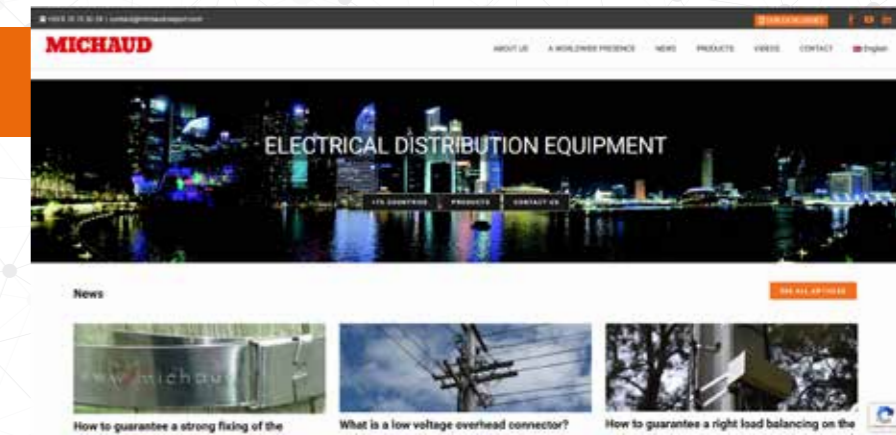 MICHAUD
ABOUT US A WORLDWIDE PRESENCE NEWS PRODUCTS VIDEOS CONTACT English
ELECTRICAL DISTRIBUTION EQUIPMENT
COUNTRIES PRODUCTS CONTACT US
News
SEE ALL ARTICLES
michaud
How to guarantee a strong fixing of the
What is a low voltage overhead connector?
How to guarantee a right load balancing on the